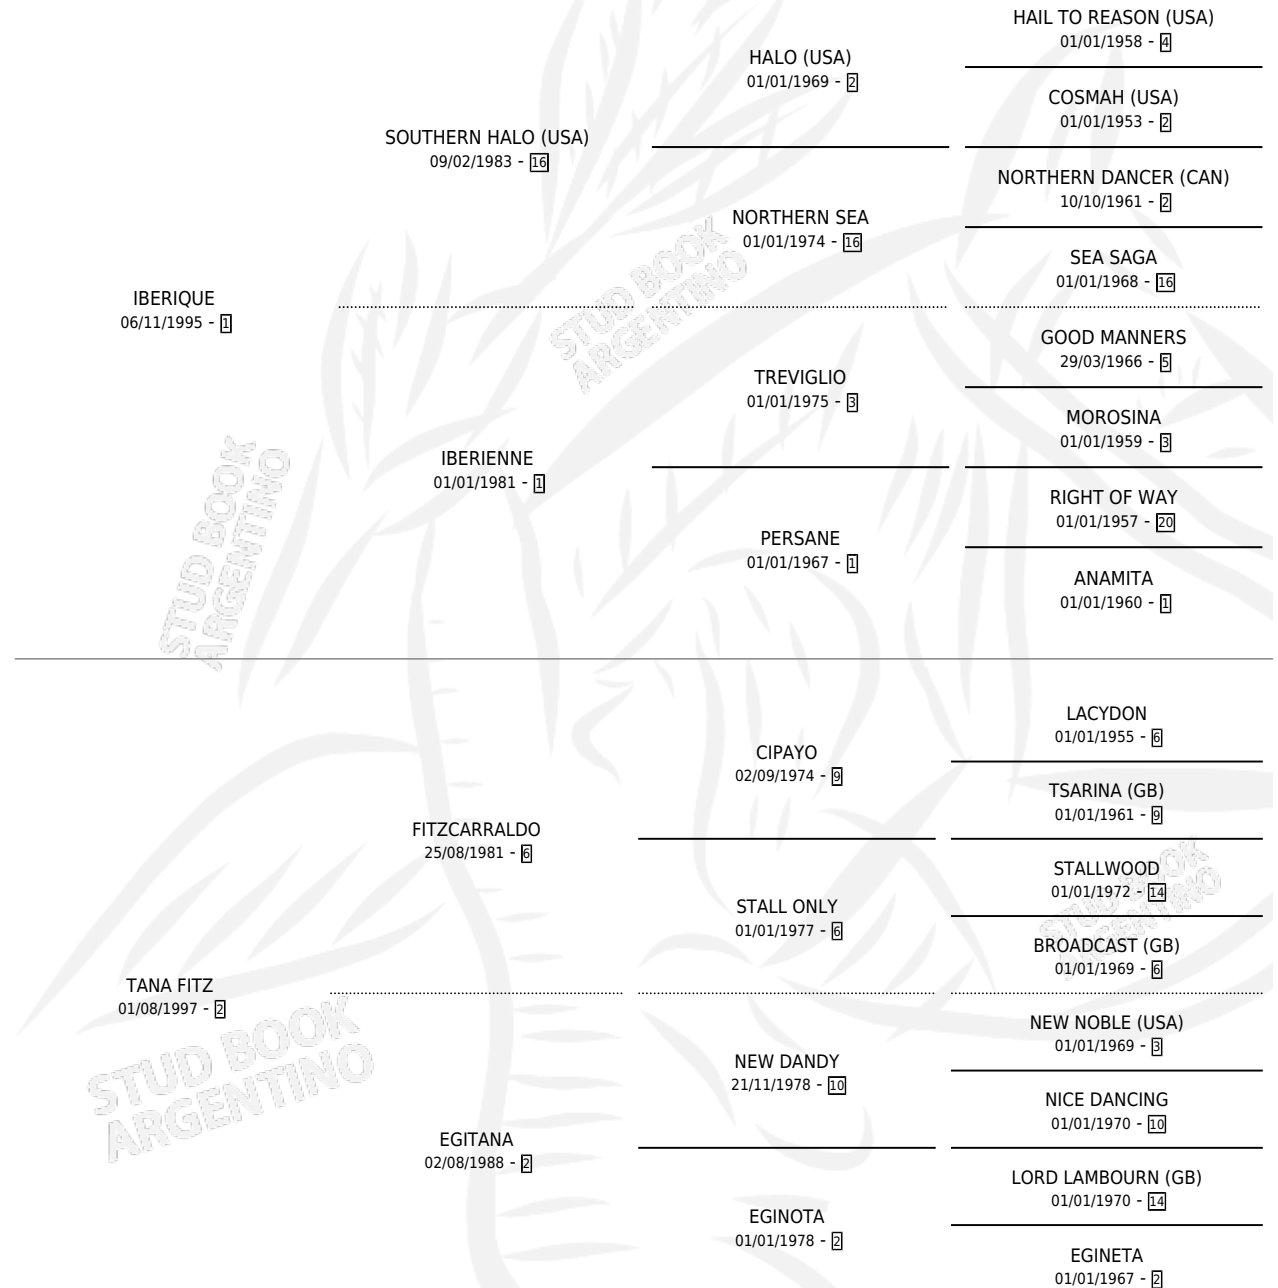 HAIL TO REASON (USA)
01/01/1958 - 4
HALO (USA)
01/01/1969 - 2
COSMAH (USA)
01/01/1953 - 2
SOUTHERN HALO (USA)
09/02/1983 - 16
NORTHERN DANCER (CAN)
10/10/1961 - 2
NORTHERN SEA
01/01/1974 - 16
SEA SAGA
01/01/1968 - 16
IBERIQUE
06/11/1995 - 1
STUD BOOK
ARGENTINO
GOOD MANNERS
29/03/1966 - 5
TREVIGLIO
01/01/1975 - 3
MOROSINA
01/01/1959 - 3
IBERIENNE
01/01/1981 - 1
RIGHT OF WAY
01/01/1957 - 20
PERSANE
01/01/1967 - 1
ANAMITA
01/01/1960 - 1
STUD BOOK
ARGENTINO
LACYDON
01/01/1955 - 6
CIPAYO
02/09/1974 - 9
TSARINA (GB)
01/01/1961 - 9
FITZCARRALDO
25/08/1981 - 6
STALLWOOD
01/01/1972 - 14
STALL ONLY
01/01/1977 - 6
STUD BOOK
ARGENTINO
BROADCAST (GB)
01/01/1969 - 6
TANA FITZ
01/08/1997 - 2
NEW NOBLE (USA)
01/01/1969 - 3
STUD BOOK
ARGENTINO
NEW DANDY
21/11/1978 - 10
NICE DANCING
01/01/1970 - 10
EGITANA
02/08/1988 - 2
LORD LAMBOURN (GB)
01/01/1970 - 14
EGINOTA
01/01/1978 - 2
EGINETA
01/01/1967 - 2